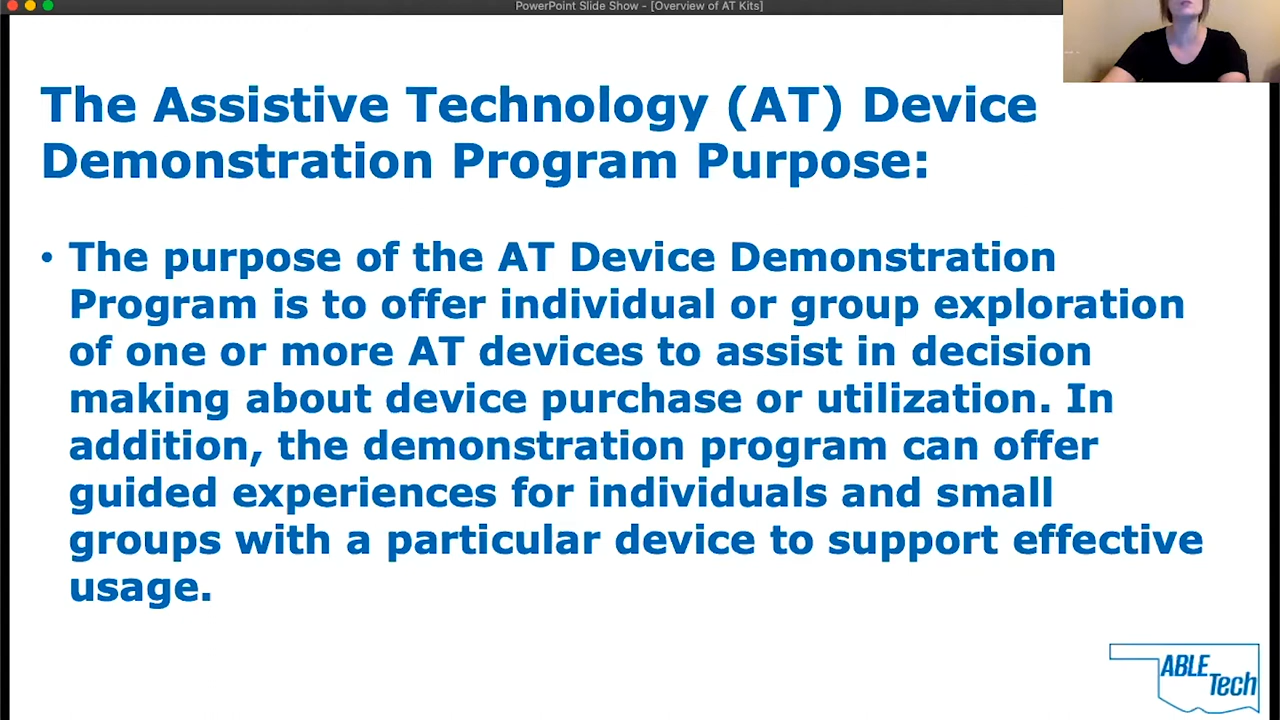 PowerPoint Slide Show - [Overview of AT Kits]
The Assistive Technology (AT) Device
Demonstration Program Purpose:
• The purpose of the AT Device Demonstration
Program is to offer individual or group exploration
of one or more AT devices to assist in decision
making about device purchase or utilization. In
addition, the demonstration program can offer
guided experiences for individuals and small
groups with a particular device to support effective
usage.
ABLE
Tech